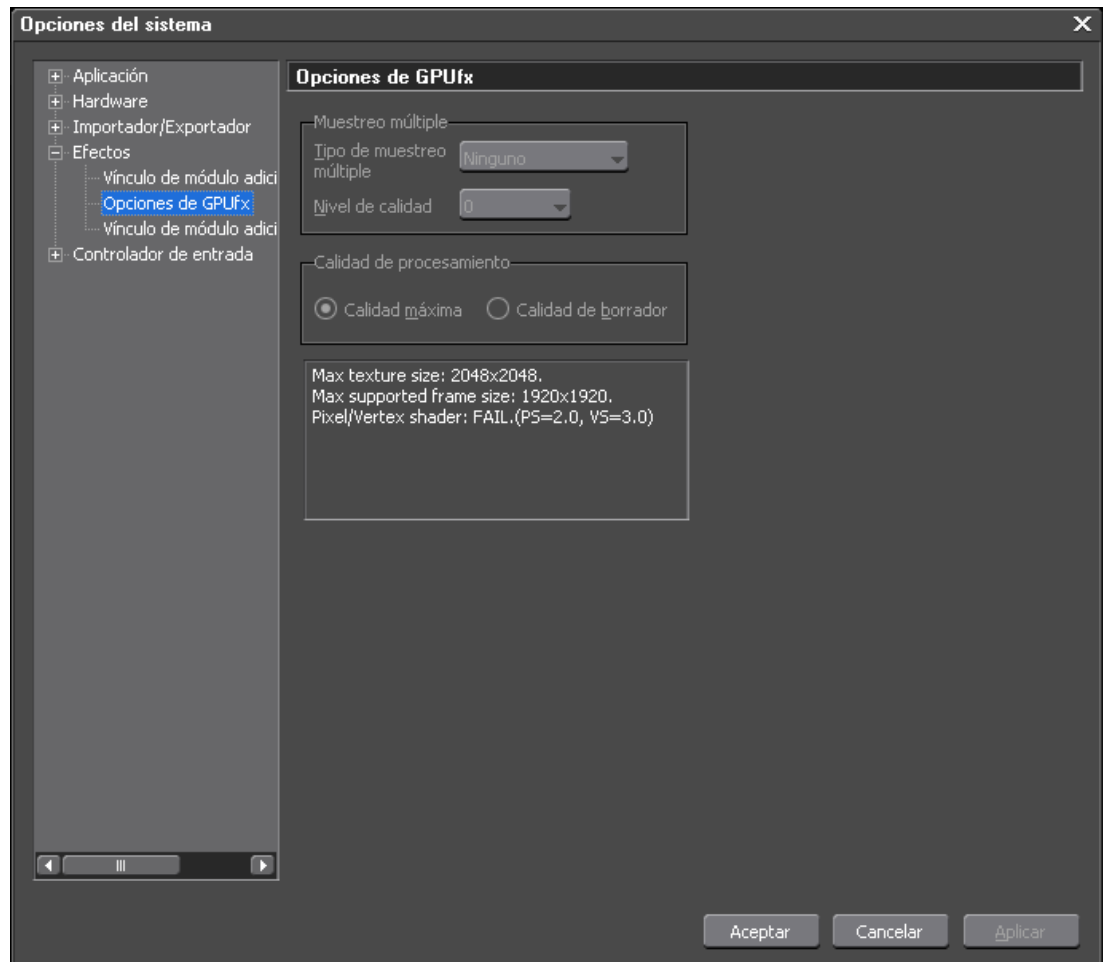 Opciones del sistema
Aplicación
Hardware
Importador/Exportador
Efectos
Vínculo de módulo adici
Opciones de GPUfx
Vínculo de módulo adici
Controlador de entrada
Opciones de GPUfx
Muestreo múltiple
Tipo de muestreo
múltiple
Ninguno
Nivel de calidad
0
Calidad de procesamiento
Calidad máxima
Calidad de borrador
Max texture size: 2048x2048.
Max supported frame size: 1920x1920.
Pixel/Vertex shader: FAIL.(PS=2.0, VS=3.0)
Aceptar
Cancelar
Aplicar